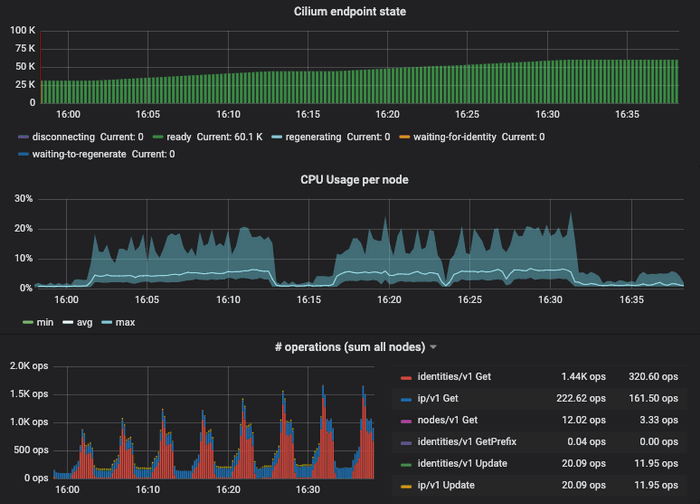 Cilium endpoint state
100 K
75 K
50 K
25 K
0
16:00 16:05 16:10 16:15 16:20 16:25 16:30 16:35
disconnecting Current: 0 ready Current: 60.1 K regenerating Current: 0 waiting-for-identity Current: 0
waiting-to-regenerate Current: 0
CPU Usage per node
30%
20%
10%
0%
16:00 16:05 16:10 16:15 16:20 16:25 16:30 16:35
min avg max
# operations (sum all nodes)
2.0K ops
1.5K ops
1.0K ops
500 ops
0 ops
16:00 16:10 16:20 16:30
identities/v1 Get 1.44K ops 320.60 ops
ip/v1 Get 222.62 ops 161.50 ops
nodes/v1 Get 12.02 ops 3.33 ops
identities/v1 GetPrefix 0.04 ops 0.00 ops
identities/v1 Update 20.09 ops 11.95 ops
ip/v1 Update 20.09 ops 11.95 ops